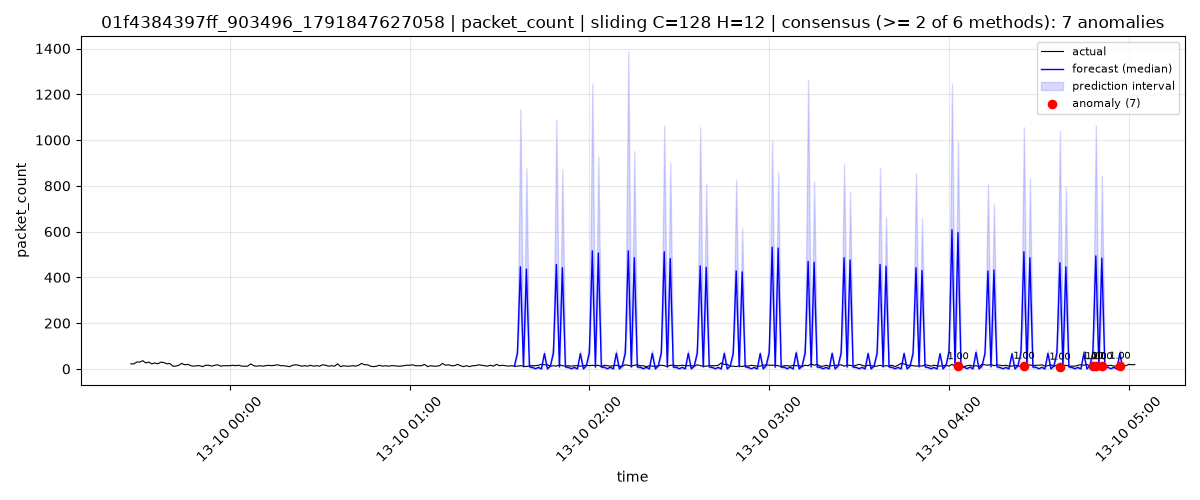 01f4384397ff_903496_1791847627058 | packet_count | sliding C=128 H=12 | consensus (>= 2 of 6 methods): 7 anomalies
actual
forecast (median)
prediction interval
anomaly (7)
packet_count
1400
1200
1000
800
600
400
200
0
1.00
1.00
1.00
1.00
13-10 00:00
13-10 01:00
13-10 02:00
13-10 03:00
13-10 04:00
13-10 05:00
time